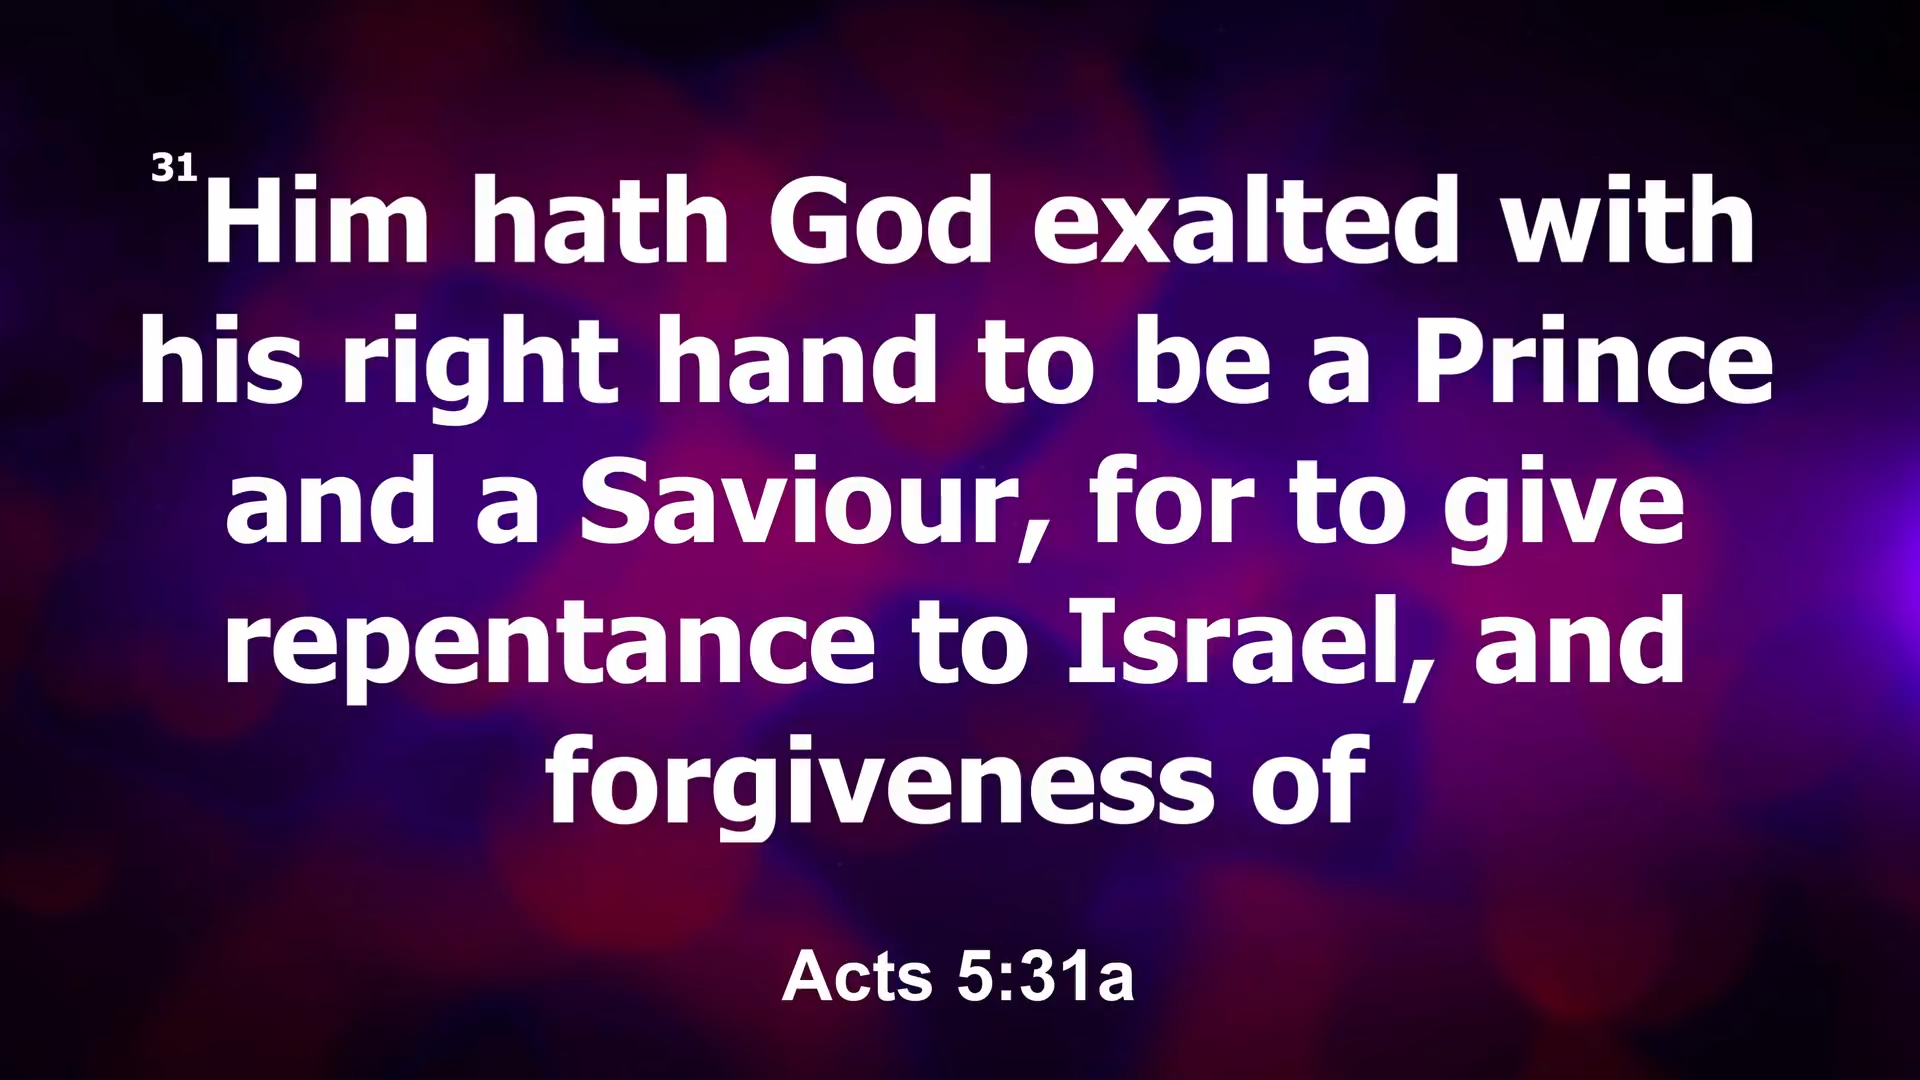 31Him hath God exalted with
his right hand to be a Prince
and a Saviour, for to give
repentance to Israel, and
forgiveness of
Acts 5:31a